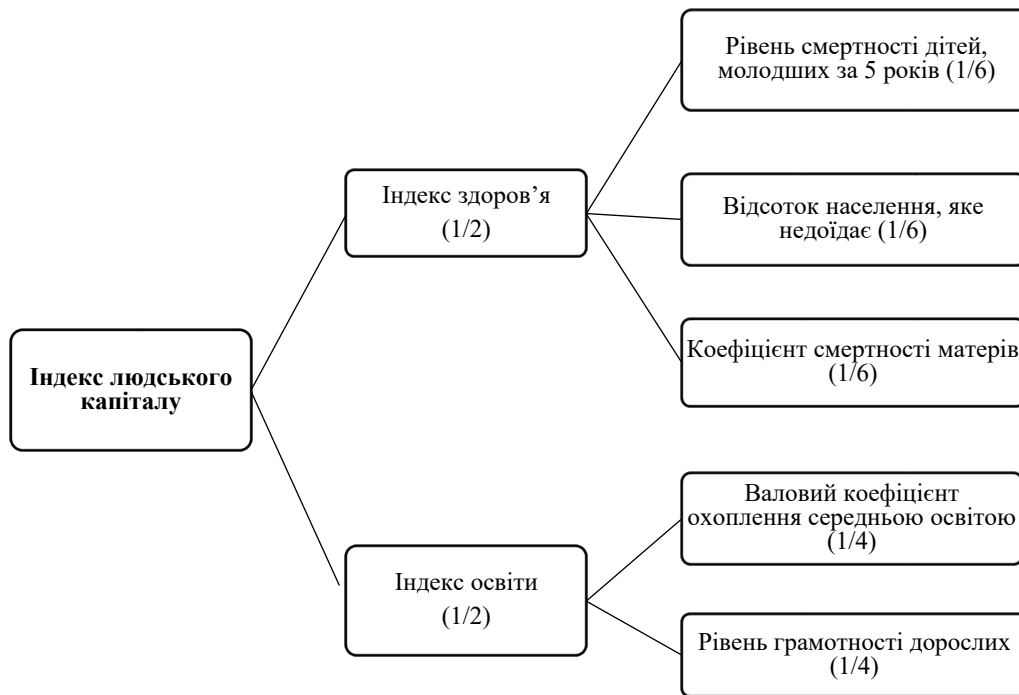 Рівень смертності дітей,
молодших за 5 років (1/6)
Індекс здоров’я
(1/2)
Відсоток населення, яке
недоїдає (1/6)
Коефіцієнт смертності матерів
(1/6)
Індекс людського
капіталу
Валовий коефіцієнт
охоплення середньою освітою
(1/4)
Індекс освіти
(1/2)
Рівень грамотності дорослих
(1/4)